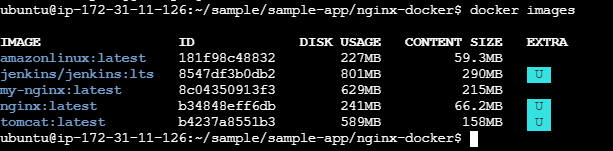 ubuntu@ip-172-31-11-126:~/sample/sample-app/nginx-docker$ docker images
IMAGE ID DISK USAGE CONTENT SIZE EXTRA
amazonlinux:latest 181f98c48832 227MB 59.3MB
jenkins/jenkins:lts 8547df3b0db2 801MB 290MB U
my-nginx:latest 8c04350913f3 629MB 215MB
nginx:latest b34848eff6db 241MB 66.2MB U
tomcat:latest b4237a8551b3 589MB 158MB U
ubuntu@ip-172-31-11-126:~/sample/sample-app/nginx-docker$